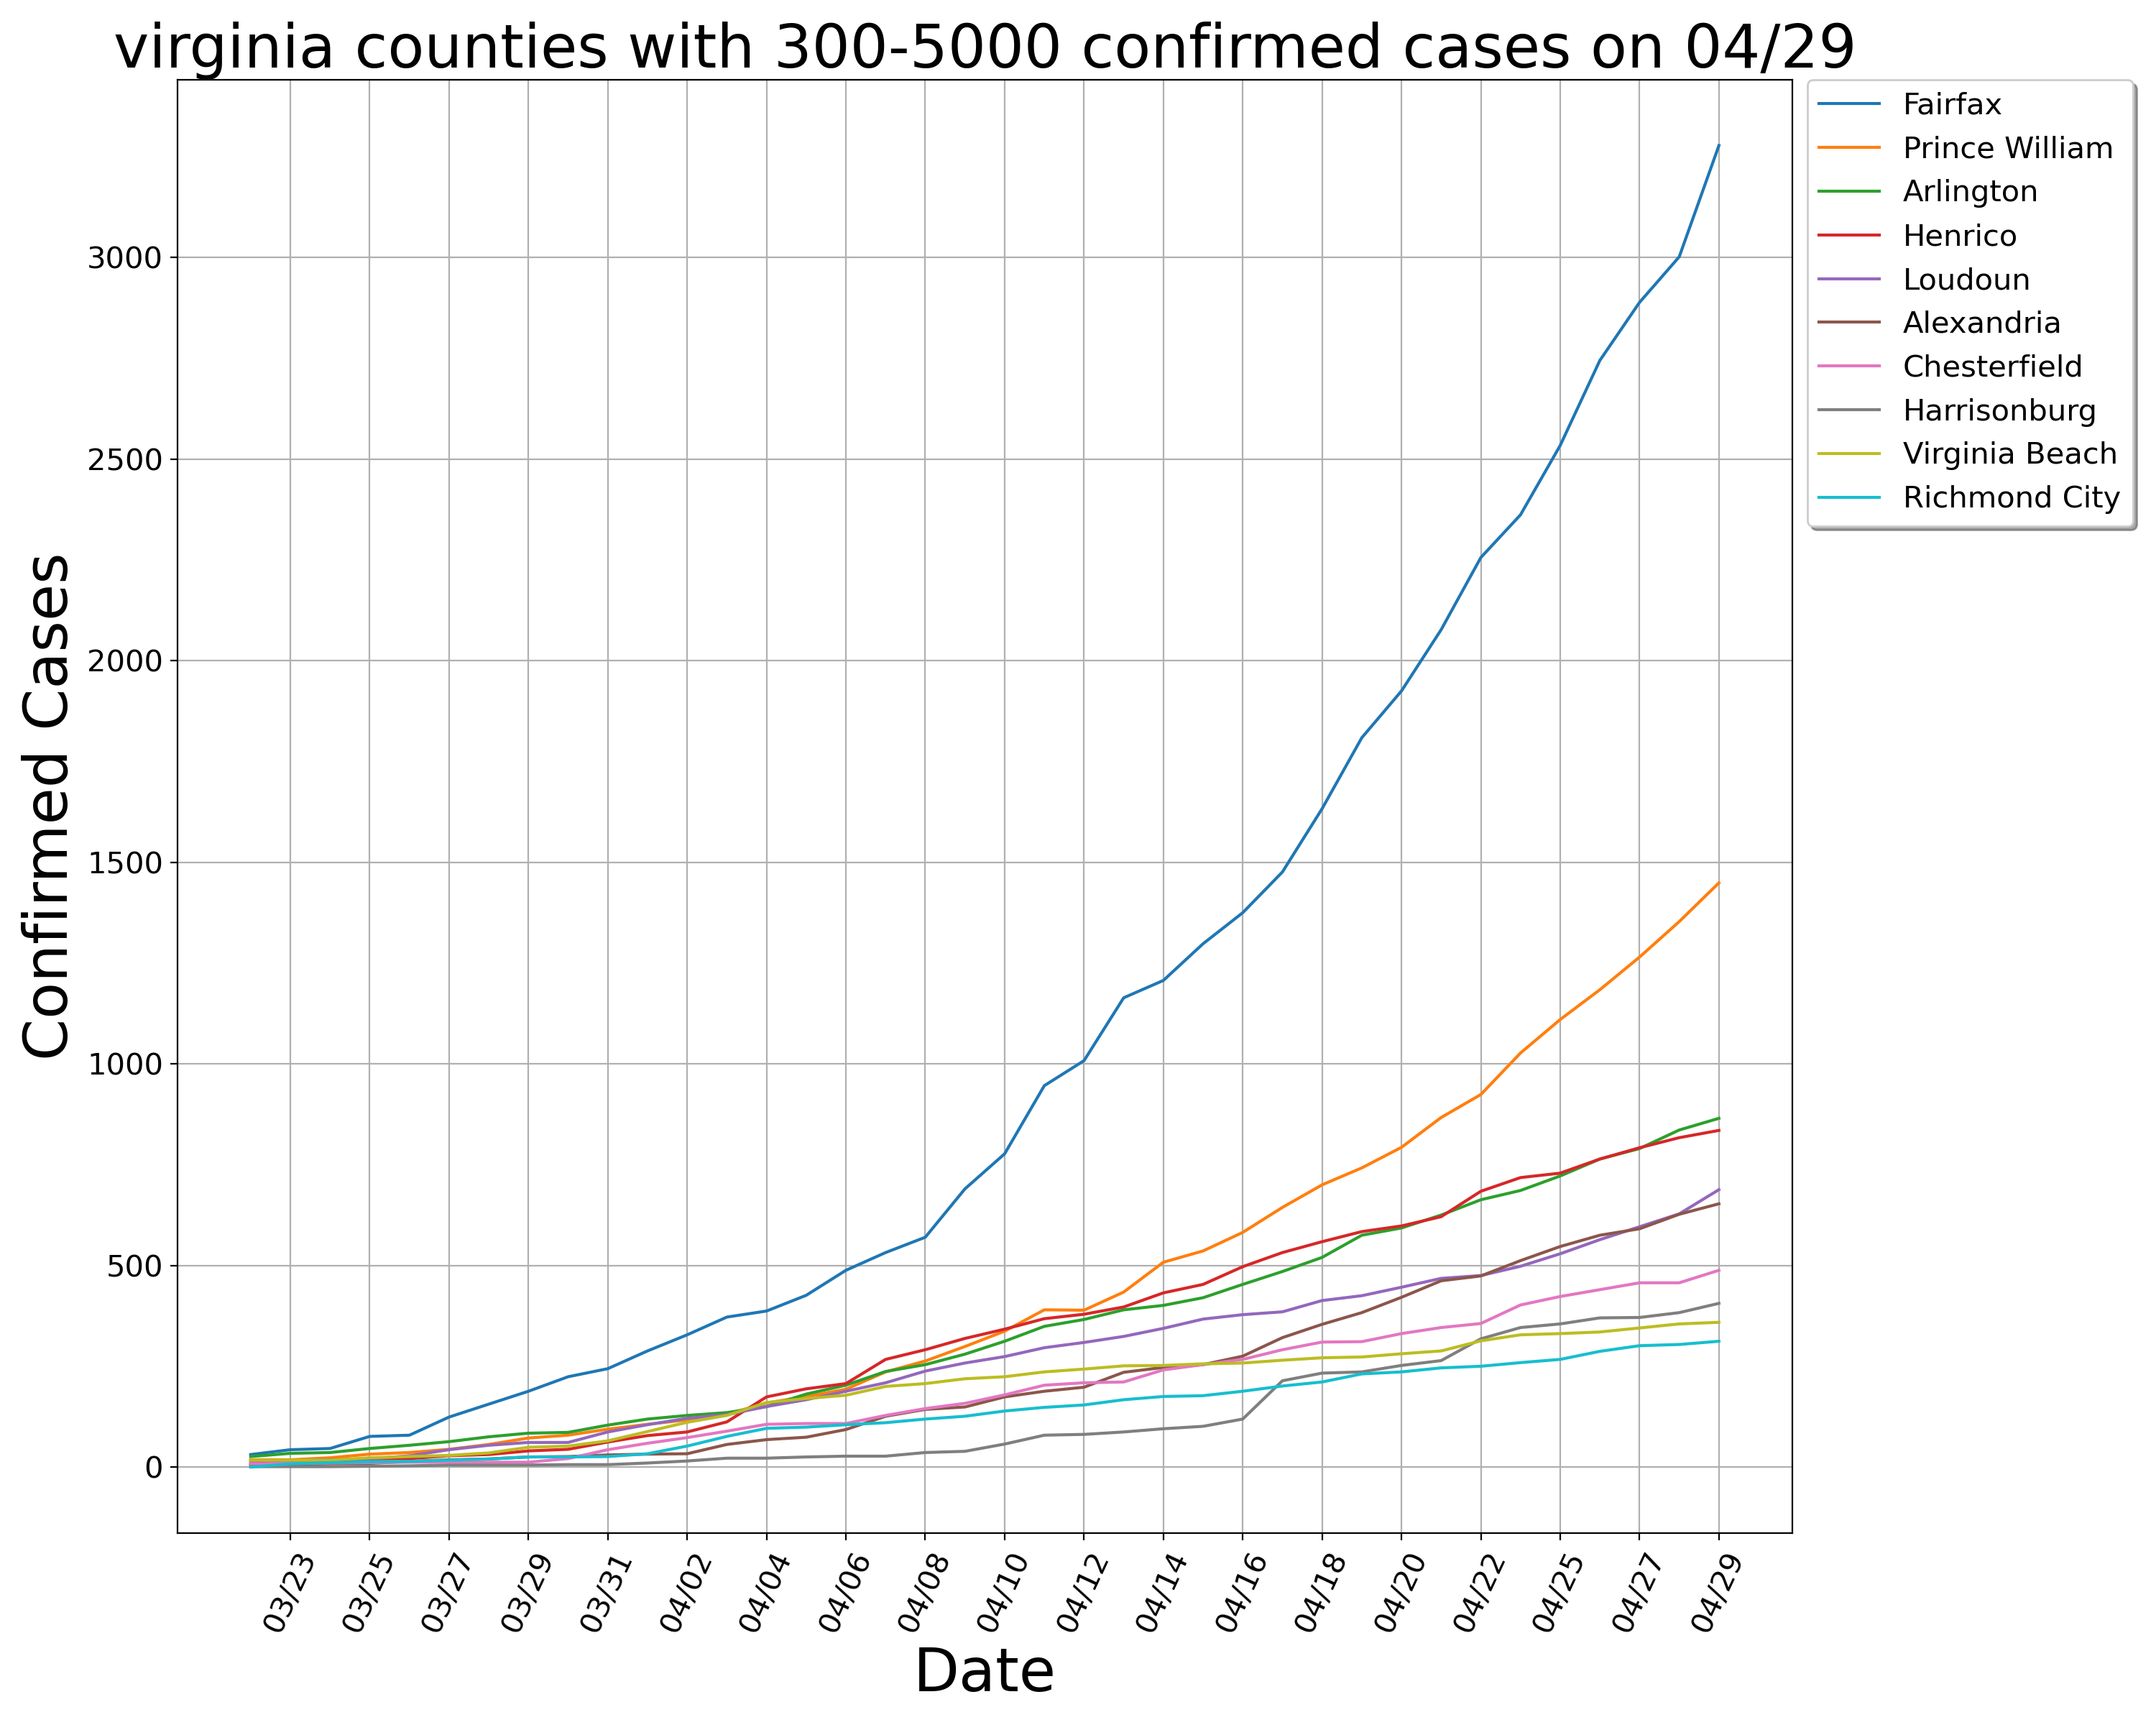 virginia counties with 300-5000 confirmed cases on 04/29
Fairfax
Prince William
Arlington
Henrico
Loudoun
Alexandria
Chesterfield
Harrisonburg
Virginia Beach
Richmond City
Confirmed Cases
3000
2500
2000
1500
1000
500
0
03/23
03/25
03/27
03/29
03/31
04/02
04/04
04/06
04/08
04/10
04/12
04/14
04/16
04/18
04/20
04/22
04/25
04/27
04/29
Date